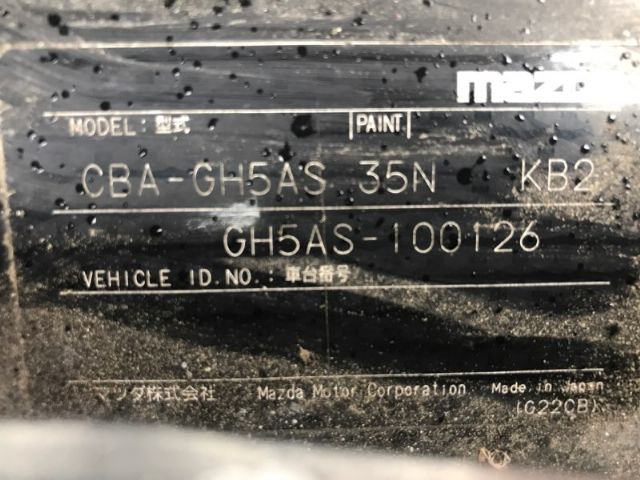 mazda
MODEL: 型式 PAINT
CBA-GH5AS 35N KB2
GH5AS-100126
VEHICLE ID.NO.: 車台番号
マツダ株式会社 Mazda Motor Corporation Made in Japan
(G22CB)